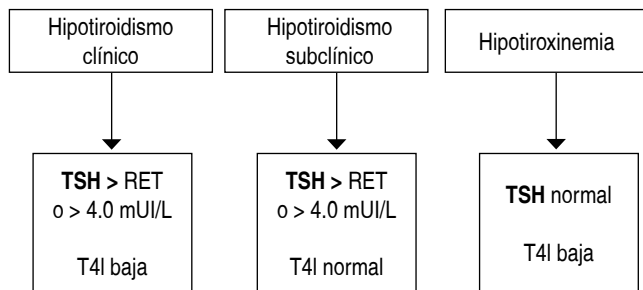 Hipotiroidismo
clínico
Hipotiroidismo
subclínico
Hipotiroxinemia
TSH > RET
o > 4.0 mUI/L
T4l baja
TSH > RET
o > 4.0 mUI/L
T4l normal
TSH normal
T4l baja